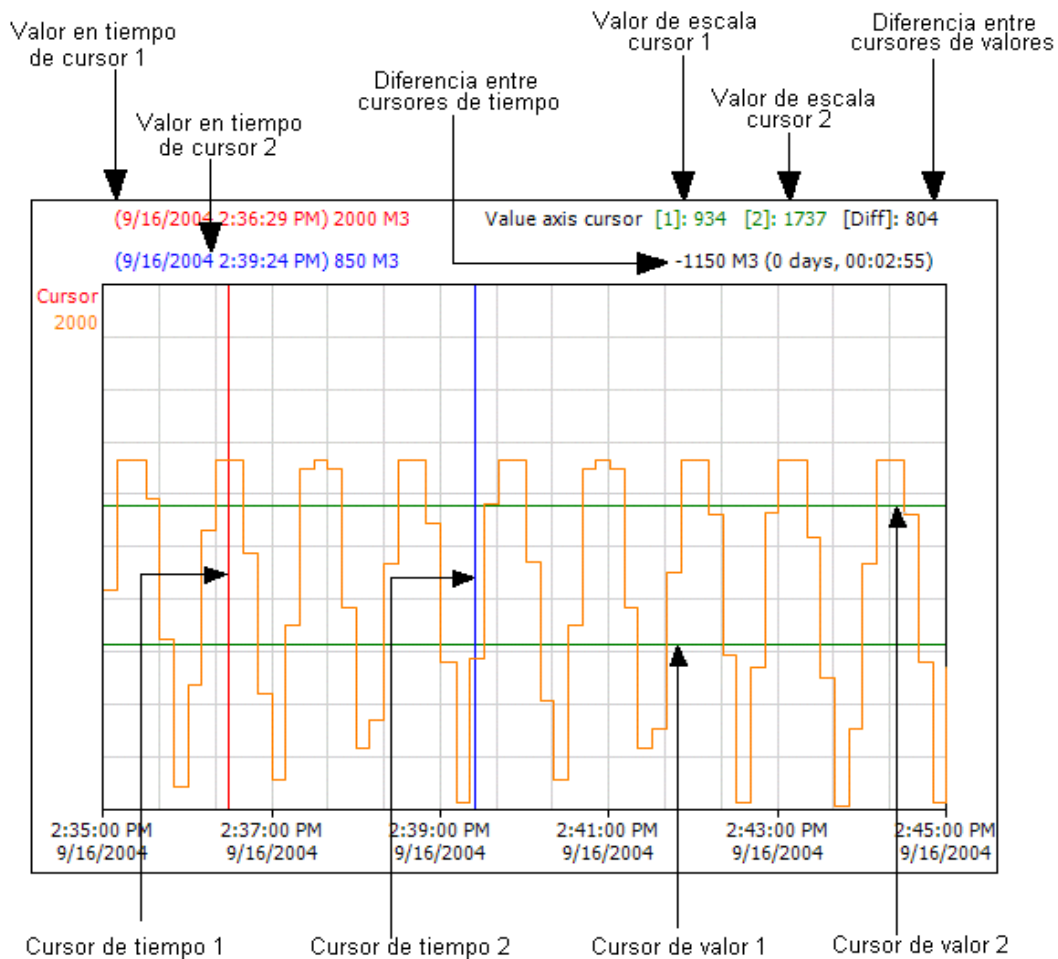 Valor en tiempo
de cursor 1
Valor en tiempo
de cursor 2
Diferencia entre
cursores de tiempo
Valor de escala
cursor 1
Valor de escala
cursor 2
Diferencia entre
cursores de valores
(9/16/2004 2:36:29 PM) 2000 M3
Value axis cursor [1]: 934 [2]: 1737 [Diff]: 804
(9/16/2004 2:39:24 PM) 850 M3
-1150 M3 (0 days, 00:02:55)
Cursor
2000
2:35:00 PM
9/16/2004
2:37:00 PM
9/16/2004
2:39:00 PM
9/16/2004
2:41:00 PM
9/16/2004
2:43:00 PM
9/16/2004
2:45:00 PM
9/16/2004
Cursor de tiempo 1
Cursor de tiempo 2
Cursor de valor 1
Cursor de valor 2